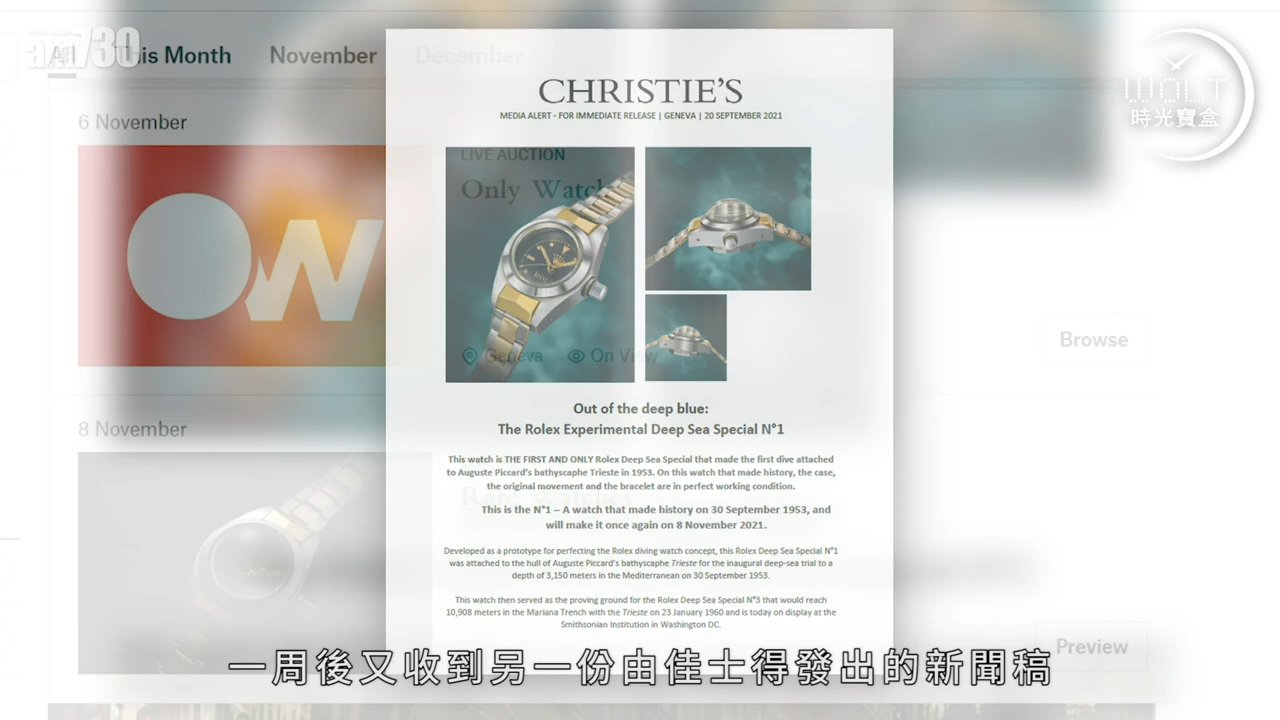 am730
All
This Month
November
December
WOLT
時光寶盒
6 November
OW
LIVE AUCTION
Only Watch
Geneva
On View
Browse
8 November
Rare Watches
Preview
CHRISTIE'S
MEDIA ALERT - FOR IMMEDIATE RELEASE | GENEVA | 20 SEPTEMBER 2021
Out of the deep blue:
The Rolex Experimental Deep Sea Special N°1
This watch is THE FIRST AND ONLY Rolex Deep Sea Special that made the first dive attached
to Auguste Piccard's bathyscaphe Trieste in 1953. On this watch that made history, the case,
the original movement and the bracelet are in perfect working condition.
This is the N°1 – A watch that made history on 30 September 1953, and
will make it once again on 8 November 2021.
Developed as a prototype for perfecting the Rolex diving watch concept, this Rolex Deep Sea Special N°1
was attached to the hull of Auguste Piccard's bathyscaphe Trieste for the inaugural deep-sea trial to a
depth of 3,150 meters in the Mediterranean on 30 September 1953.
This watch then served as the proving ground for the Rolex Deep Sea Special N°3 that would reach
10,908 meters in the Mariana Trench with the Trieste on 23 January 1960 and is today on display at the
Smithsonian Institution in Washington DC.
一周後又收到另一份由佳士得發出的新聞稿